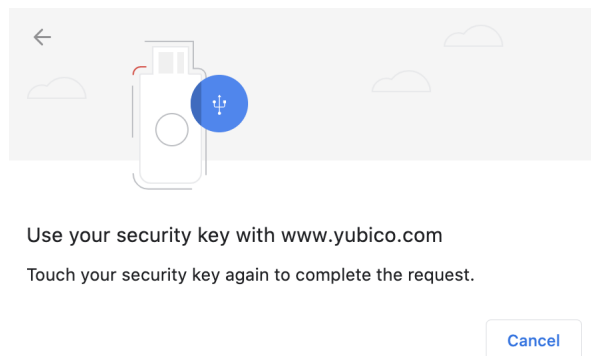 Use your security key with www.yubico.com
Touch your security key again to complete the request.
Cancel